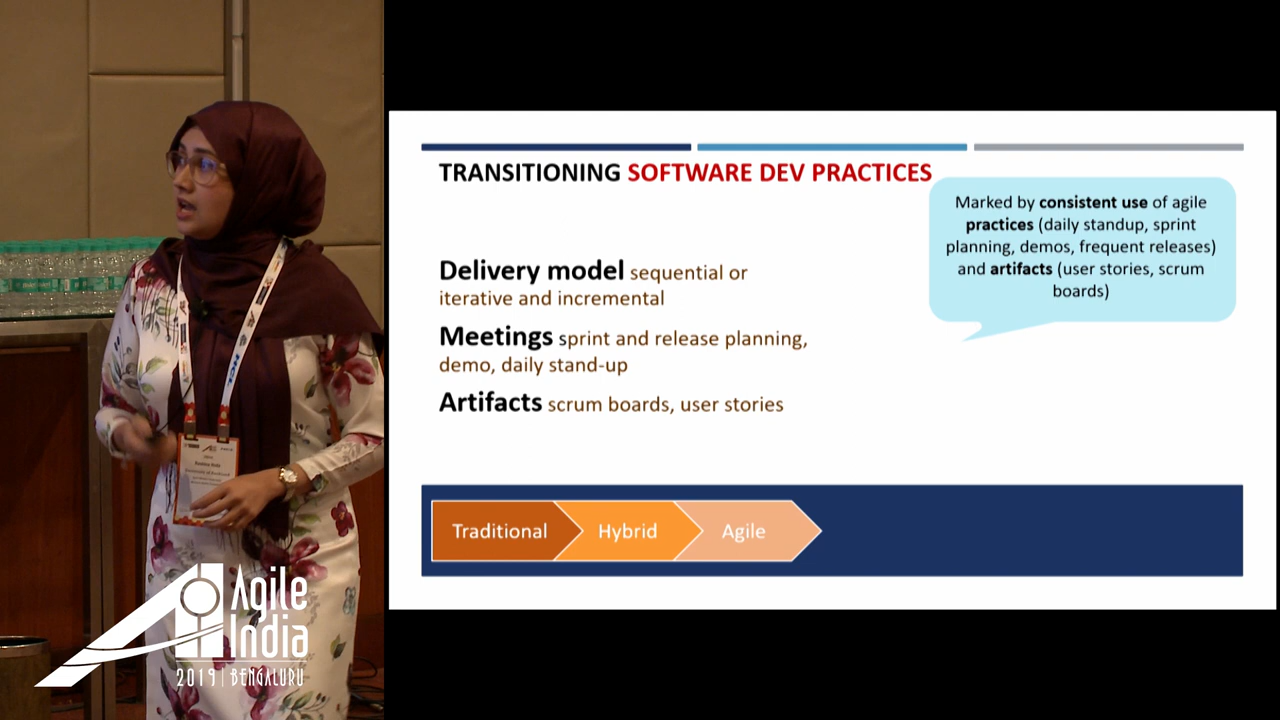 TRANSITIONING SOFTWARE DEV PRACTICES
Marked by consistent use of agile
practices (daily standup, sprint
planning, demos, frequent releases)
and artifacts (user stories, scrum
boards)
Delivery model sequential or
iterative and incremental
Meetings sprint and release planning,
demo, daily stand-up
Artifacts scrum boards, user stories
Traditional
Hybrid
Agile
Agile
India
2019 | BENGALURU